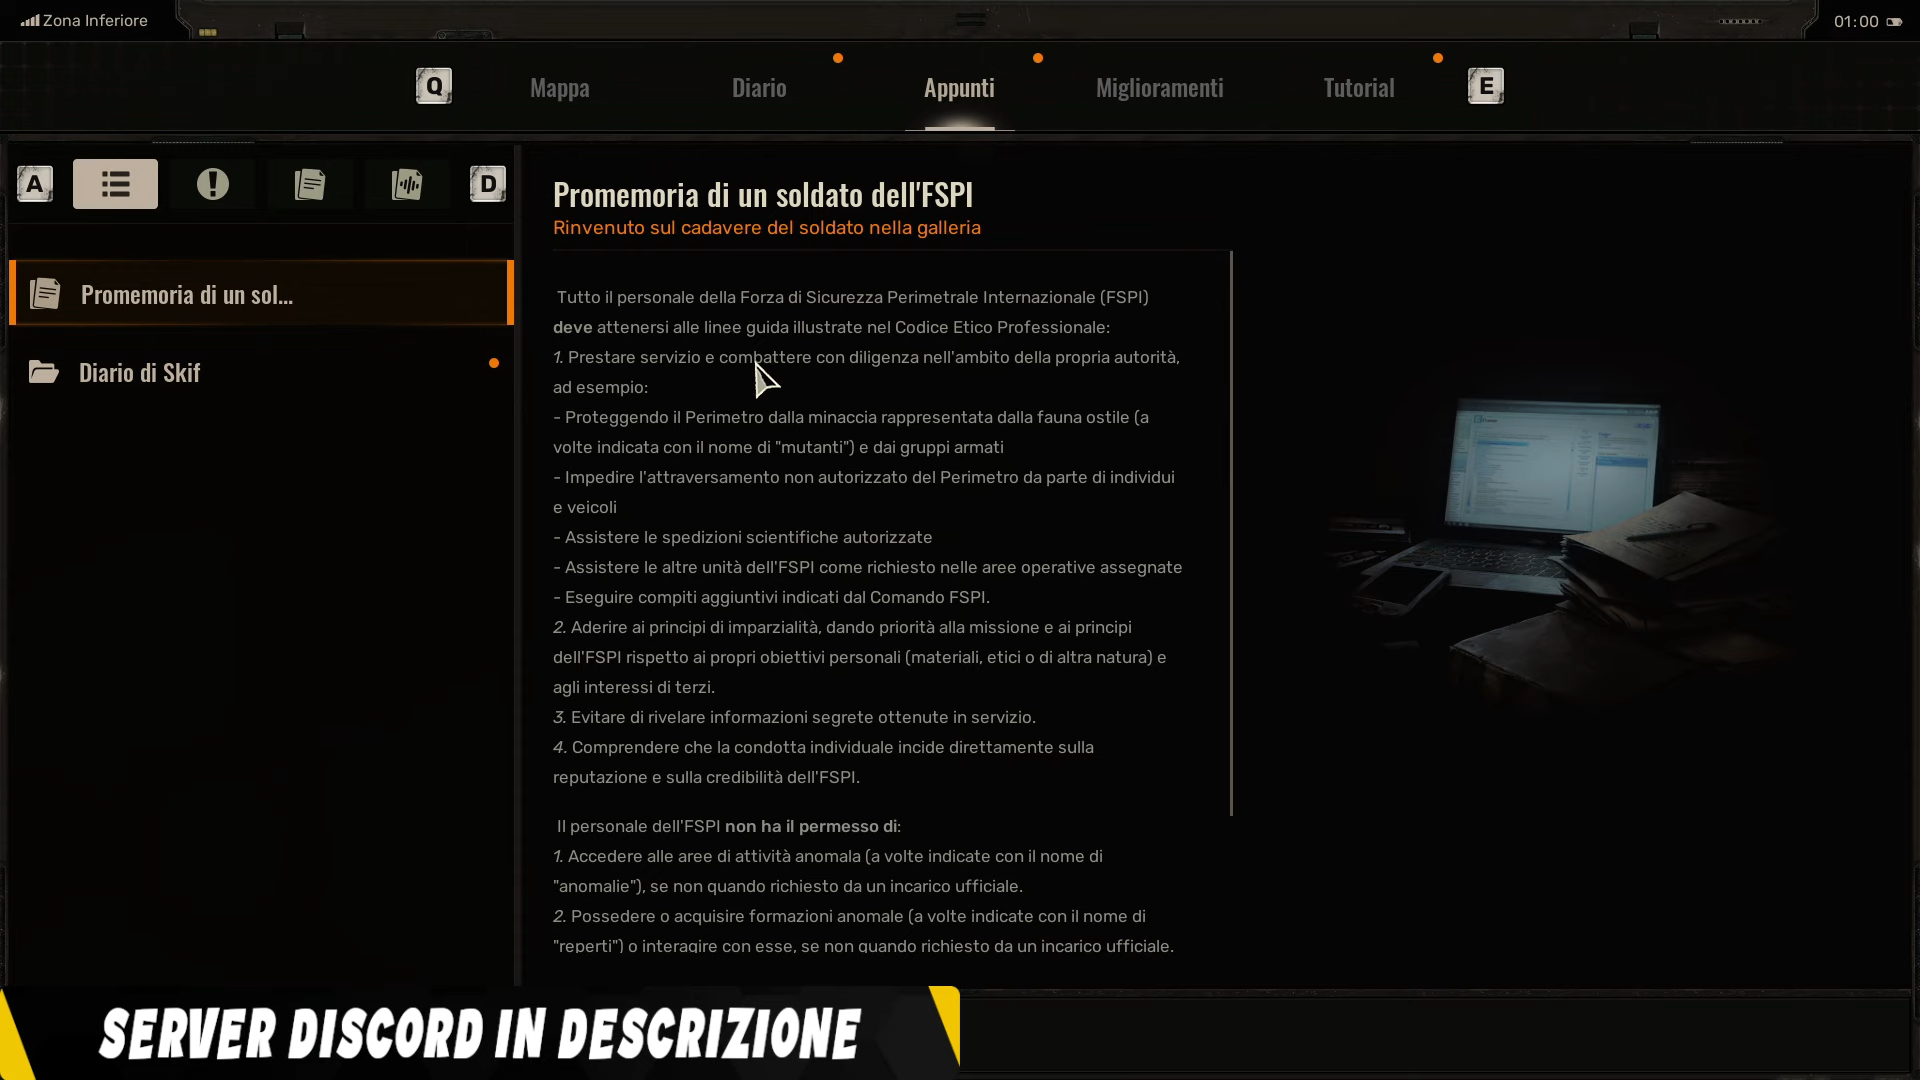 Zona Inferiore
01:00
Q
Mappa
Diario
Appunti
Miglioramenti
Tutorial
E
A
D
Promemoria di un sol...
Diario di Skif
Promemoria di un soldato dell'FSPI
Rinvenuto sul cadavere del soldato nella galleria
Tutto il personale della Forza di Sicurezza Perimetrale Internazionale (FSPI)
deve attenersi alle linee guida illustrate nel Codice Etico Professionale:
1. Prestare servizio e combattere con diligenza nell'ambito della propria autorità,
ad esempio:
- Proteggendo il Perimetro dalla minaccia rappresentata dalla fauna ostile (a
volte indicata con il nome di "mutanti") e dai gruppi armati
- Impedire l'attraversamento non autorizzato del Perimetro da parte di individui
e veicoli
- Assistere le spedizioni scientifiche autorizzate
- Assistere le altre unità dell'FSPI come richiesto nelle aree operative assegnate
- Eseguire compiti aggiuntivi indicati dal Comando FSPI.
2. Aderire ai principi di imparzialità, dando priorità alla missione e ai principi
dell'FSPI rispetto ai propri obiettivi personali (materiali, etici o di altra natura) e
agli interessi di terzi.
3. Evitare di rivelare informazioni segrete ottenute in servizio.
4. Comprendere che la condotta individuale incide direttamente sulla
reputazione e sulla credibilità dell'FSPI.
Il personale dell'FSPI non ha il permesso di:
1. Accedere alle aree di attività anomala (a volte indicate con il nome di
"anomalie"), se non quando richiesto da un incarico ufficiale.
2. Possedere o acquisire formazioni anomale (a volte indicate con il nome di
"reperti") o interagire con esse, se non quando richiesto da un incarico ufficiale.
SERVER DISCORD IN DESCRIZIONE